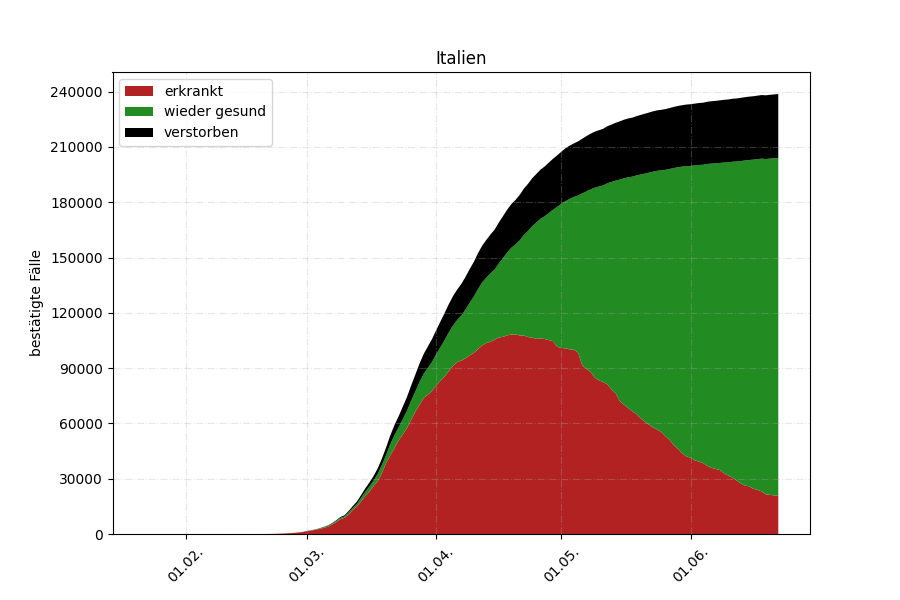 Italien
erkrankt
wieder gesund
verstorben
bestätigte Fälle
240000
210000
180000
150000
120000
90000
60000
30000
0
01.02.
01.03.
01.04.
01.05.
01.06.